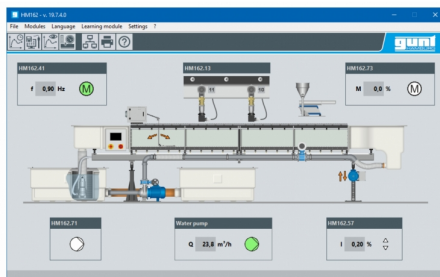 HM162 - v. 19.7.4.0
File Modules Language Learning module Settings ?
gunt
HM162.41
f 0,90 Hz M
HM162.13
11 10
HM162.73
M 0,0 % M
HM162.71
Water pump
Q 23,8 m³/h
HM162.57
I 0,20 %